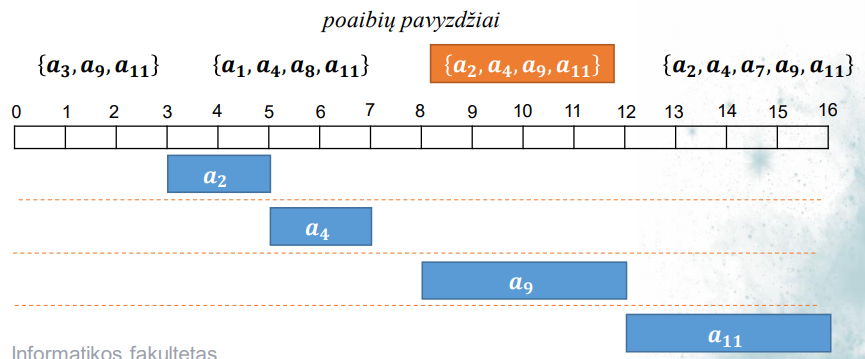 poaibių pavyzdžiai
{a₃, a₉, a₁₁} {a₁, a₄, a₈, a₁₁} {a₂, a₄, a₉, a₁₁} {a₂, a₄, a₇, a₉, a₁₁}
0 1 2 3 4 5 6 7 8 9 10 11 12 13 14 15 16
a₂
a₄
a₉
a₁₁
Informatikos fakultetas